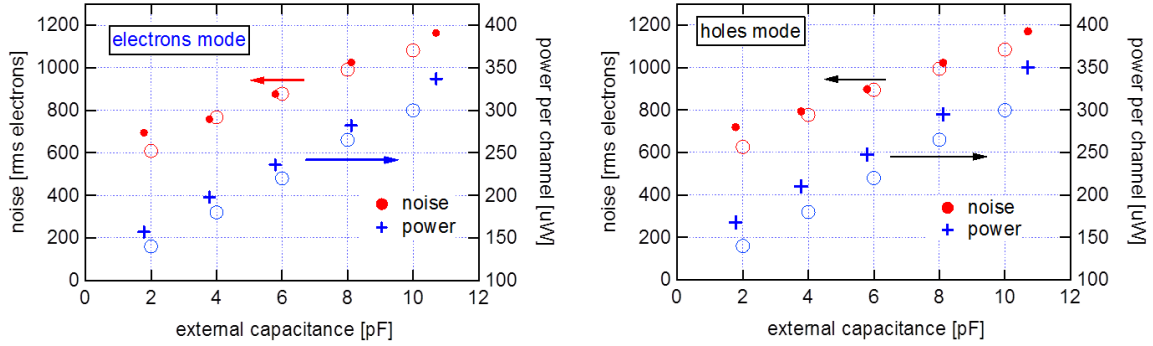 electrons mode
noise [rms electrons]
1200
1000
800
600
400
200
0
0 2 4 6 8 10 12
external capacitance [pF]
400
350
300
250
200
150
100
power per channel [uW]
noise
power
holes mode
noise [rms electrons]
1200
1000
800
600
400
200
0
0 2 4 6 8 10 12
external capacitance [pF]
400
350
300
250
200
150
100
power per channel [uW]
noise
power